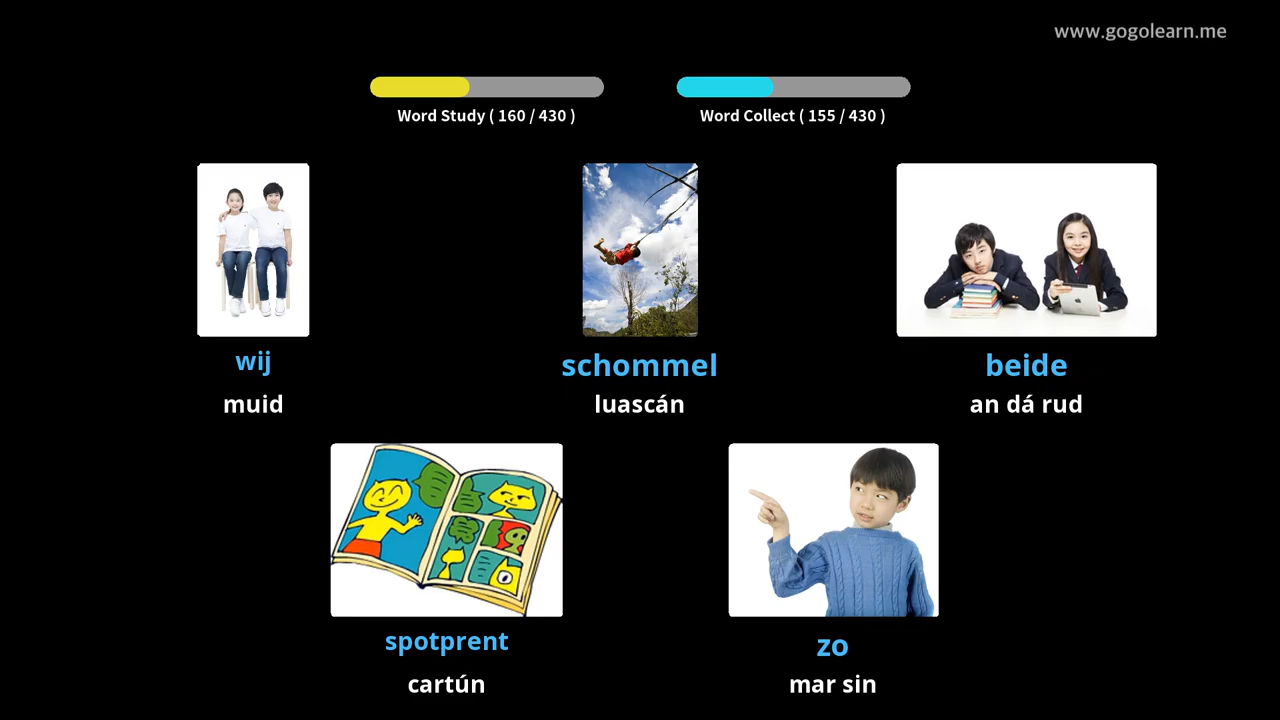 www.gogolearn.me
Word Study ( 160 / 430 )
Word Collect ( 155 / 430 )
wij
muid
schommel
luascán
beide
an dá rud
spotprent
cartún
zo
mar sin